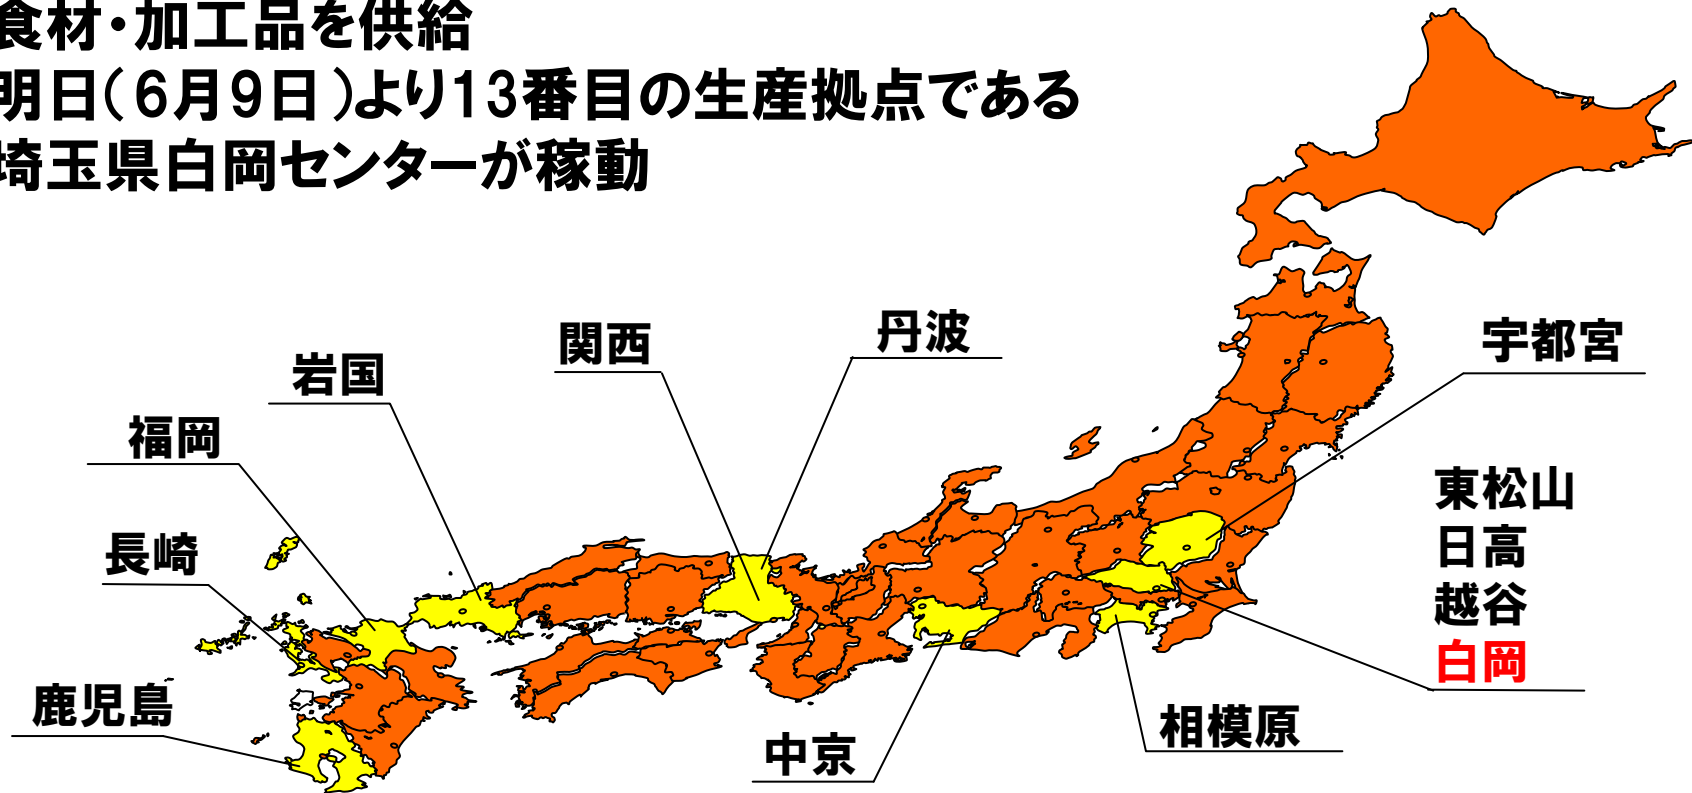 食材・加工品を供給
明日(6月9日)より13番目の生産拠点である
埼玉県白岡センターが稼動
丹波
宇都宮
関西
岩国
福岡
東松山
日高
長崎
越谷
白岡
鹿児島
相模原
中京